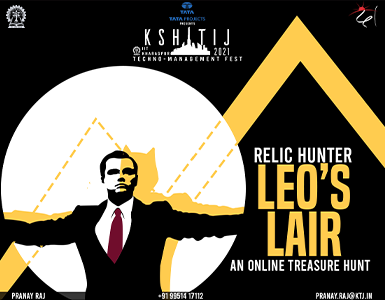 TATA
TATA PROJECTS
PRESENTS
KSHITIJ
IIT KHARAGPUR 2021
TECHNO-MANAGEMENT FEST
RELIC HUNTER
LEO'S
LAIR
AN ONLINE TREASURE HUNT
PRANAY RAJ
+91 99514 17112
PRANAY.RAJ@KTJ.IN